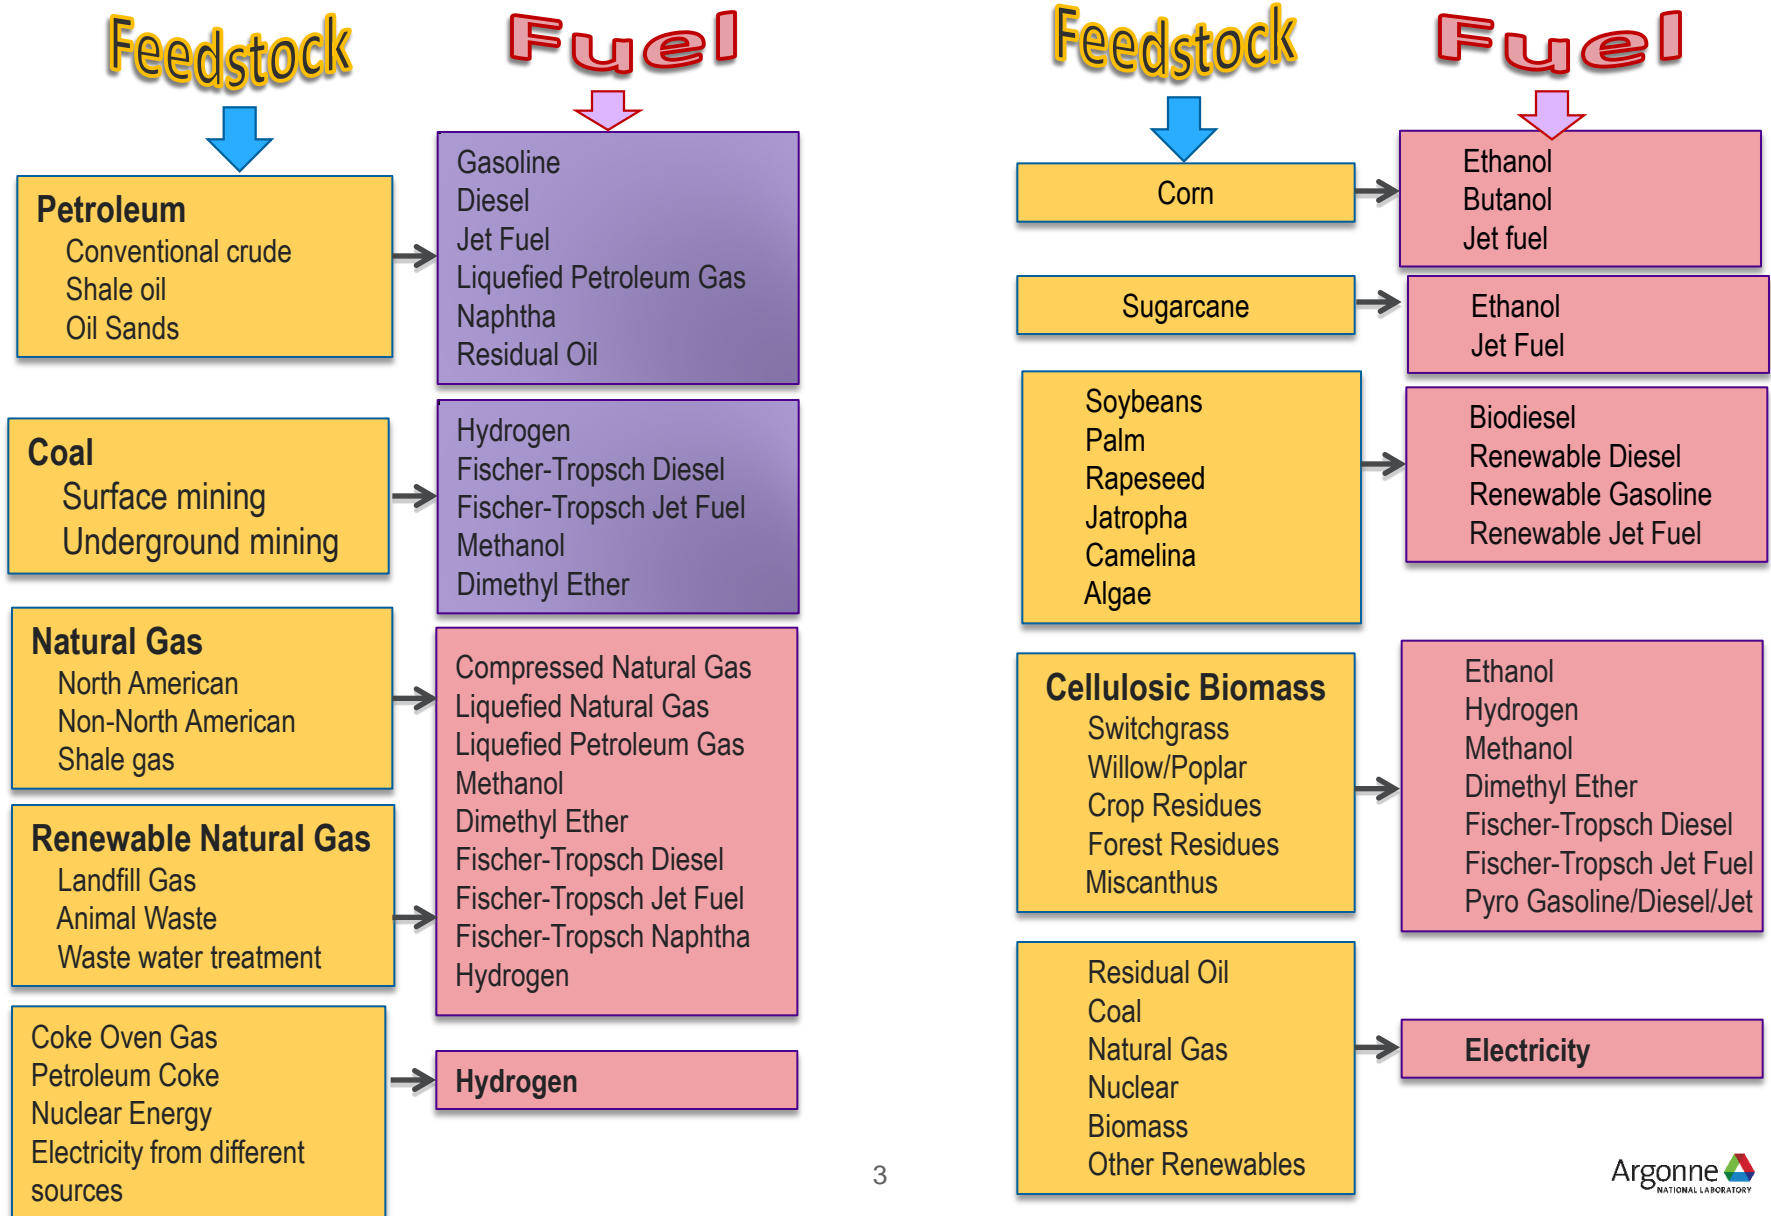 Feedstock
Fuel
Petroleum
Conventional crude
Shale oil
Oil Sands
Gasoline
Diesel
Jet Fuel
Liquefied Petroleum Gas
Naphtha
Residual Oil
Coal
Surface mining
Underground mining
Hydrogen
Fischer-Tropsch Diesel
Fischer-Tropsch Jet Fuel
Methanol
Dimethyl Ether
Natural Gas
North American
Non-North American
Shale gas
Renewable Natural Gas
Landfill Gas
Animal Waste
Waste water treatment
Compressed Natural Gas
Liquefied Natural Gas
Liquefied Petroleum Gas
Methanol
Dimethyl Ether
Fischer-Tropsch Diesel
Fischer-Tropsch Jet Fuel
Fischer-Tropsch Naphtha
Hydrogen
Coke Oven Gas
Petroleum Coke
Nuclear Energy
Electricity from different
sources
Hydrogen
Feedstock
Fuel
Corn
Ethanol
Butanol
Jet fuel
Sugarcane
Ethanol
Jet Fuel
Soybeans
Palm
Rapeseed
Jatropha
Camelina
Algae
Biodiesel
Renewable Diesel
Renewable Gasoline
Renewable Jet Fuel
Cellulosic Biomass
Switchgrass
Willow/Poplar
Crop Residues
Forest Residues
Miscanthus
Ethanol
Hydrogen
Methanol
Dimethyl Ether
Fischer-Tropsch Diesel
Fischer-Tropsch Jet Fuel
Pyro Gasoline/Diesel/Jet
Residual Oil
Coal
Natural Gas
Nuclear
Biomass
Other Renewables
Electricity
3
Argonne
NATIONAL LABORATORY